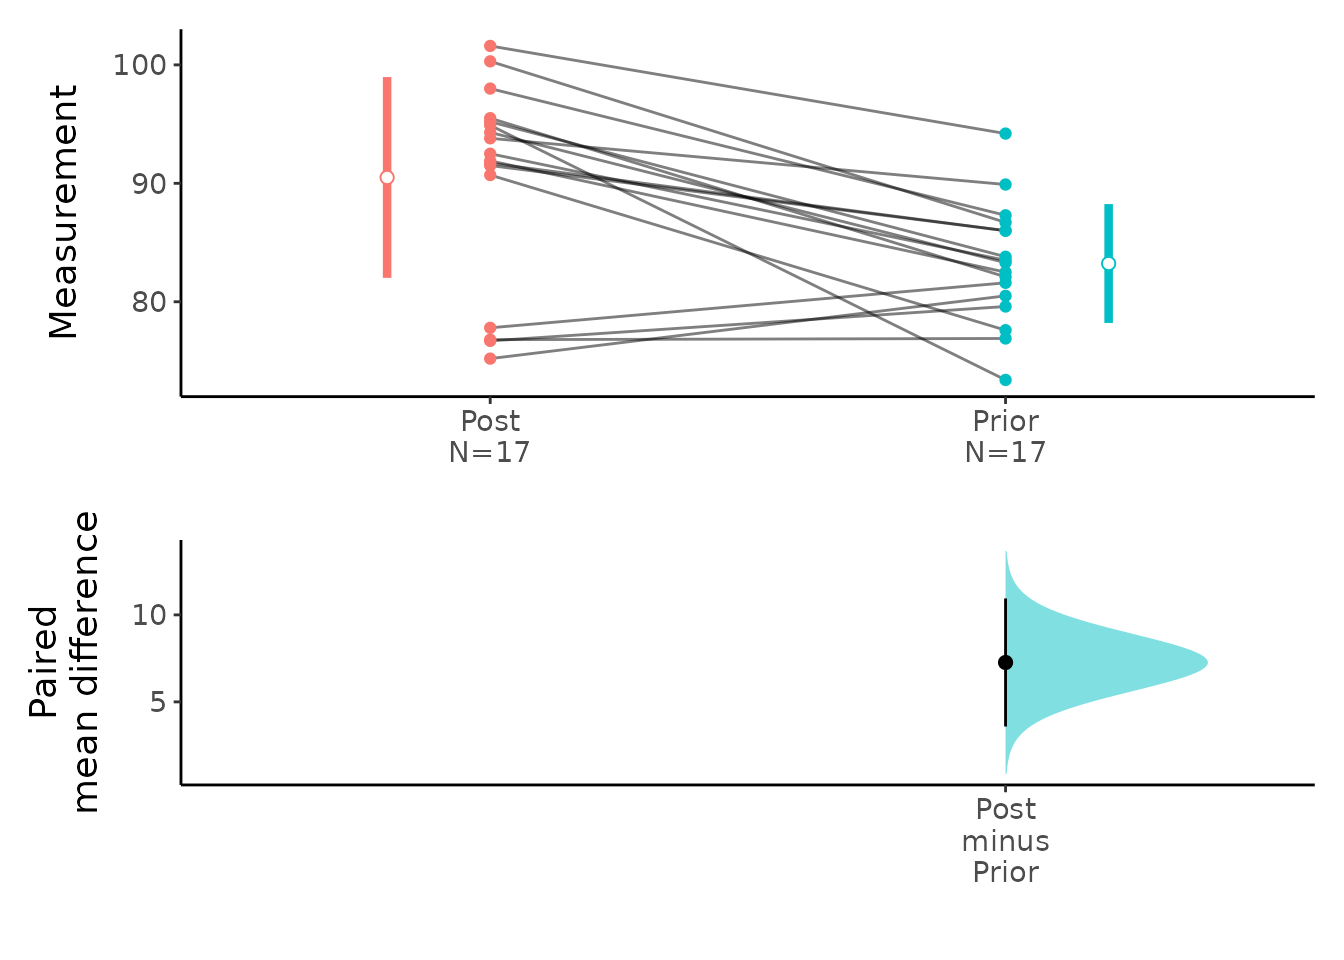 Measurement
100
90
80
Post
N=17
Prior
N=17
Paired
mean difference
10
5
Post
minus
Prior